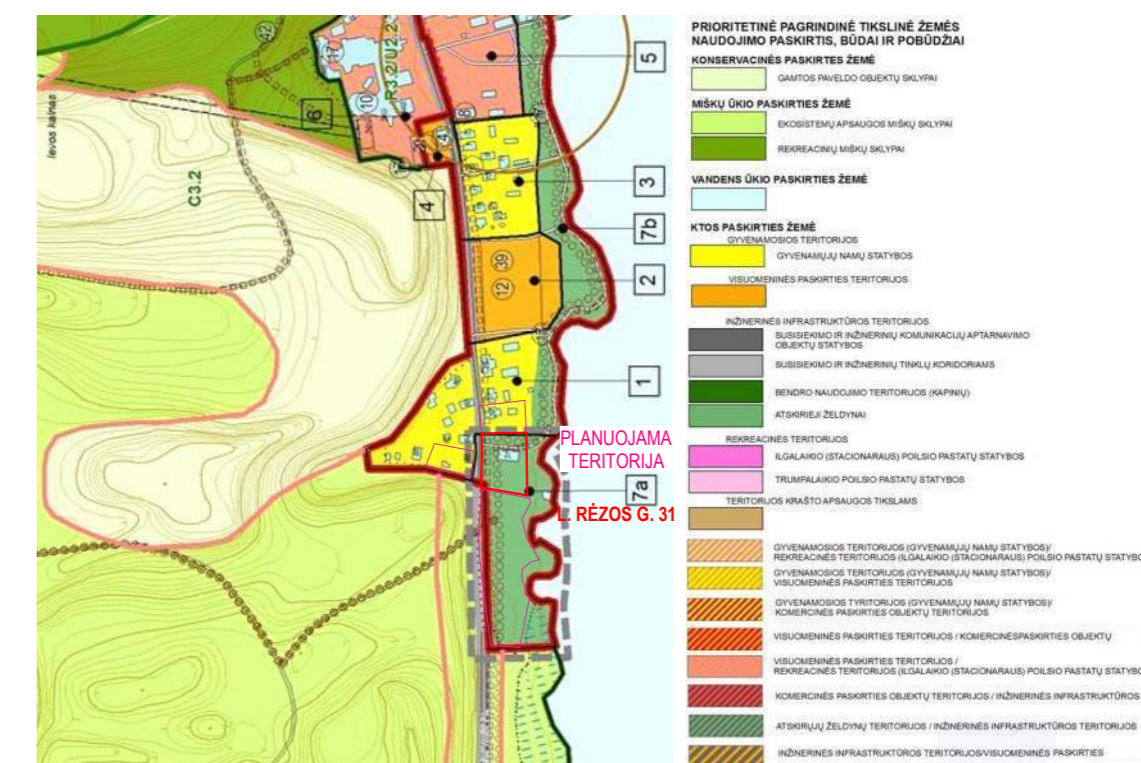 Ievos kalnas
C3.2
42
17
R3.2/U2.2
10
6
8
5
41
4
3
7b
12 39
2
1
PLANUOJAMA
TERITORIJA
7a
L. RĖZOS G. 31
PRIORITETINĖ PAGRINDINĖ TIKSLINĖ ŽEMĖS
NAUDOJIMO PASKIRTIS, BŪDAI IR POBŪDŽIAI
KONSERVACINĖS PASKIRTES ŽEMĖ
GAMTOS PAVELDO OBJEKTŲ SKLYPAI
MIŠKŲ ŪKIO PASKIRTIES ŽEMĖ
EKOSISTEMŲ APSAUGOS MIŠKŲ SKLYPAI
REKREACINIŲ MIŠKŲ SKLYPAI
VANDENS ŪKIO PASKIRTIES ŽEMĖ
KTOS PASKIRTIES ŽEMĖ
GYVENAMOSIOS TERITORIJOS
GYVENAMŲJŲ NAMŲ STATYBOS
VISUOMENINĖS PASKIRTIES TERITORIJOS
INŽINERINĖS INFRASTRUKTŪROS TERITORIJOS
SUSISIEKIMO IR INŽINERINIŲ KOMUNIKACIJŲ APTARNAVIMO
OBJEKTŲ STATYBOS
SUSISIEKIMO IR INŽINERINIŲ TINKLŲ KORIDORIAMS
BENDRO NAUDOJIMO TERITORIJOS (KAPINIŲ)
ATSKIRIEJI ŽELDYNAI
REKREACINĖS TERITORIJOS
ILGALAIKIO (STACIONARAUS) POILSIO PASTATŲ STATYBOS
TRUMPALAIKIO POILSIO PASTATŲ STATYBOS
TERITORIJOS KRAŠTO APSAUGOS TIKSLAMS
GYVENAMOSIOS TERITORIJOS (GYVENAMŲJŲ NAMŲ STATYBOS)/
REKREACINĖS TERITORIJOS (ILGALAIKIO (STACIONARAUS) POILSIO PASTATŲ STATYBO
GYVENAMOSIOS TERITORIJOS (GYVENAMŲJŲ NAMŲ STATYBOS)/
VISUOMENINĖS PASKIRTIES TERITORIJOS
GYVENAMOSIOS TYRITORIJOS (GYVENAMŲJŲ NAMŲ STATYBOS)/
KOMERCINĖS PASKIRTIES OBJEKTŲ TERITORIJOS
VISUOMENINĖS PASKIRTIES TERITORIJOS / KOMERCINĖSPASKIRTIES OBJEKTŲ
VISUOMENINĖS PASKIRTIES TERITORIJOS /
REKREACINĖS TERITORIJOS (ILGALAIKIO (STACIONARAUS) POILSIO PASTATŲ STATYBO
KOMERCINĖS PASKIRTIES OBJEKTŲ TERITORIJOS / INŽINERINĖS INFRASTRUKTŪROS
ATSKIRŲJŲ ŽELDYNŲ TERITORIJOS / INŽINERINĖS INFRASTRUKTŪROS TERITORIJOS
INŽINERINĖS INFRASTRUKTŪROS TERITORIJOS/VISUOMENINĖS PASKIRTIES